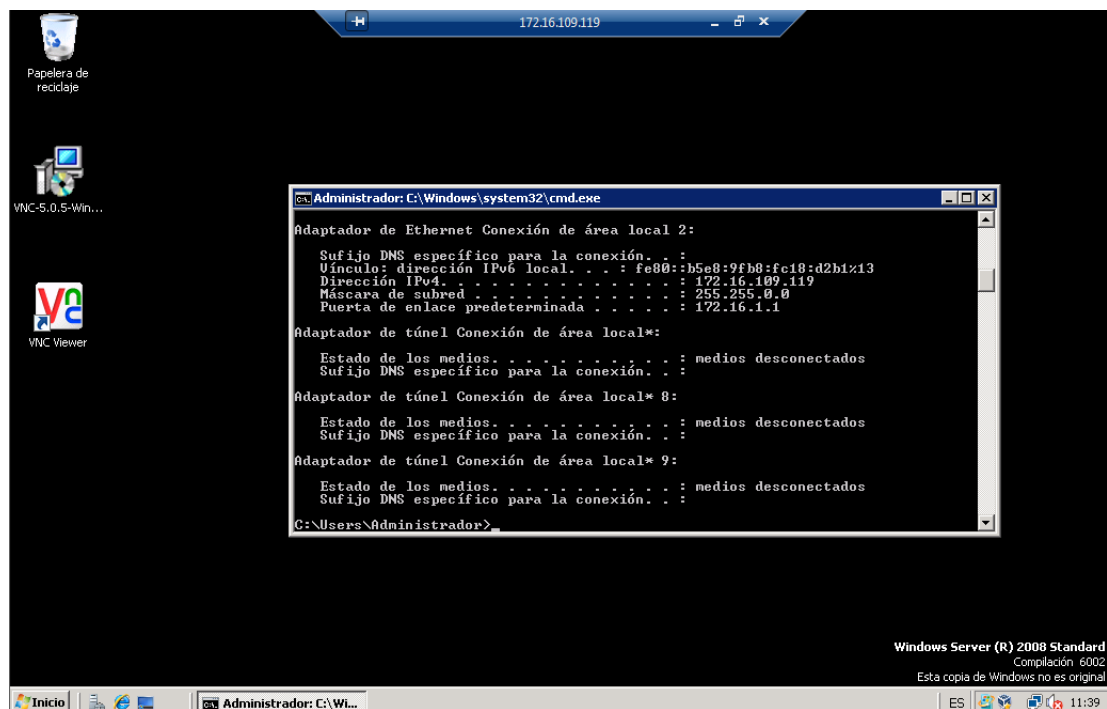 172.16.109.119
Papelera de
reciclaje
VNC-5.0.5-Win...
VNC Viewer
Administrador: C:\Windows\system32\cmd.exe
Adaptador de Ethernet Conexión de área local 2:
Sufijo DNS específico para la conexión. . :
Vínculo: dirección IPv6 local. . . : fe80::b5e8:9fb8:fc18:d2b1%13
Dirección IPv4. . . . . . . . . . . . . . : 172.16.109.119
Máscara de subred . . . . . . . . . . . . : 255.255.0.0
Puerta de enlace predeterminada . . . . . : 172.16.1.1
Adaptador de túnel Conexión de área local*:
Estado de los medios. . . . . . . . . . . : medios desconectados
Sufijo DNS específico para la conexión. . :
Adaptador de túnel Conexión de área local* 8:
Estado de los medios. . . . . . . . . . . : medios desconectados
Sufijo DNS específico para la conexión. . :
Adaptador de túnel Conexión de área local* 9:
Estado de los medios. . . . . . . . . . . : medios desconectados
Sufijo DNS específico para la conexión. . :
C:\Users\Administrador>_
Windows Server (R) 2008 Standard
Compilación 6002
Esta copia de Windows no es original
Inicio
Administrador: C:\Wi...
ES
11:39